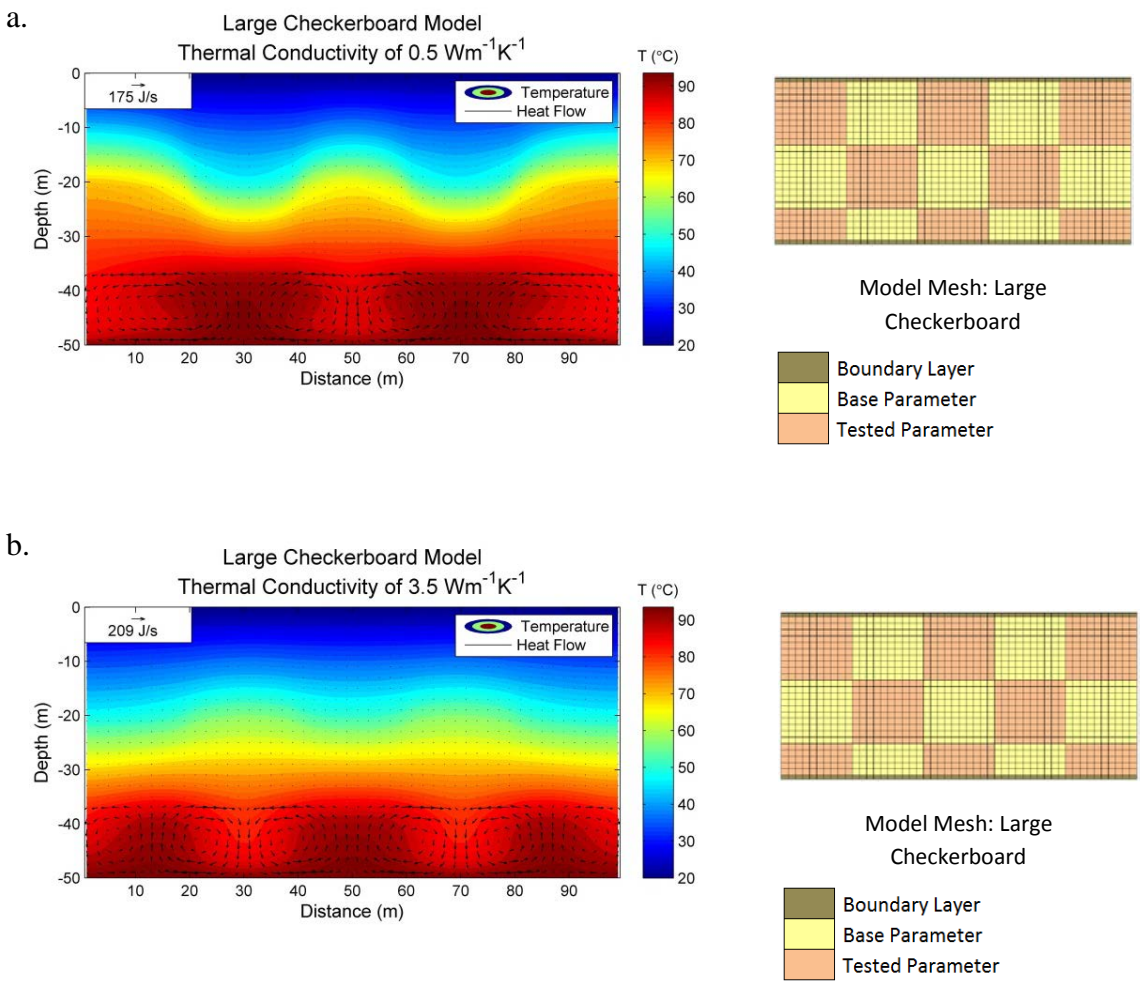 a.
Large Checkerboard Model
Thermal Conductivity of 0.5 Wm⁻¹K⁻¹
T (°C)
175 J/s
Temperature
Heat Flow
0
-10
-20
-30
-40
-50
Depth (m)
10 20 30 40 50 60 70 80 90
Distance (m)
90
80
70
60
50
40
30
20
Model Mesh: Large
Checkerboard
Boundary Layer
Base Parameter
Tested Parameter
b.
Large Checkerboard Model
Thermal Conductivity of 3.5 Wm⁻¹K⁻¹
T (°C)
209 J/s
Temperature
Heat Flow
0
-10
-20
-30
-40
-50
Depth (m)
10 20 30 40 50 60 70 80 90
Distance (m)
90
80
70
60
50
40
30
20
Model Mesh: Large
Checkerboard
Boundary Layer
Base Parameter
Tested Parameter